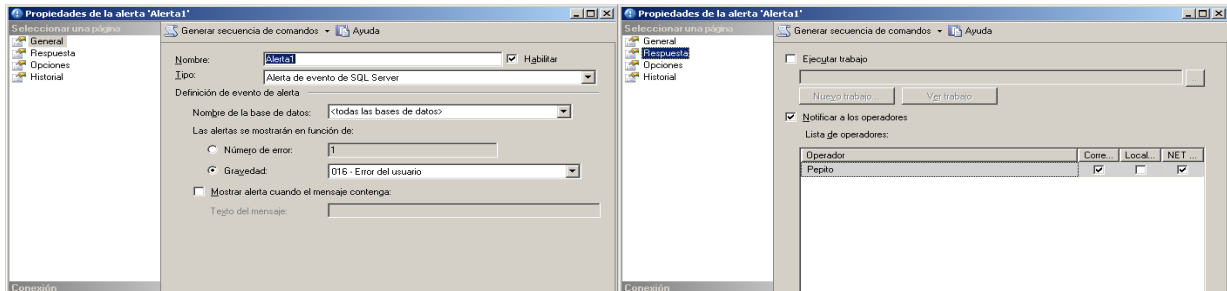 Propiedades de la alerta 'Alerta1'
Seleccionar una página
General
Respuesta
Opciones
Historial
Generar secuencia de comandos
Ayuda
Nombre:
Alerta1
Habilitar
Tipo:
Alerta de evento de SQL Server
Definición de evento de alerta
Nombre de la base de datos:
<todas las bases de datos>
Las alertas se mostrarán en función de:
Número de error:
1
Gravedad:
016 - Error del usuario
Mostrar alerta cuando el mensaje contenga:
Texto del mensaje:
Conexión
Propiedades de la alerta 'Alerta1'
Seleccionar una página
General
Respuesta
Opciones
Historial
Generar secuencia de comandos
Ayuda
Ejecutar trabajo
...
Nuevo trabajo...
Ver trabajo
Notificar a los operadores
Lista de operadores:
Operador
Corre...
Local...
NET ...
Pepito
Conexión